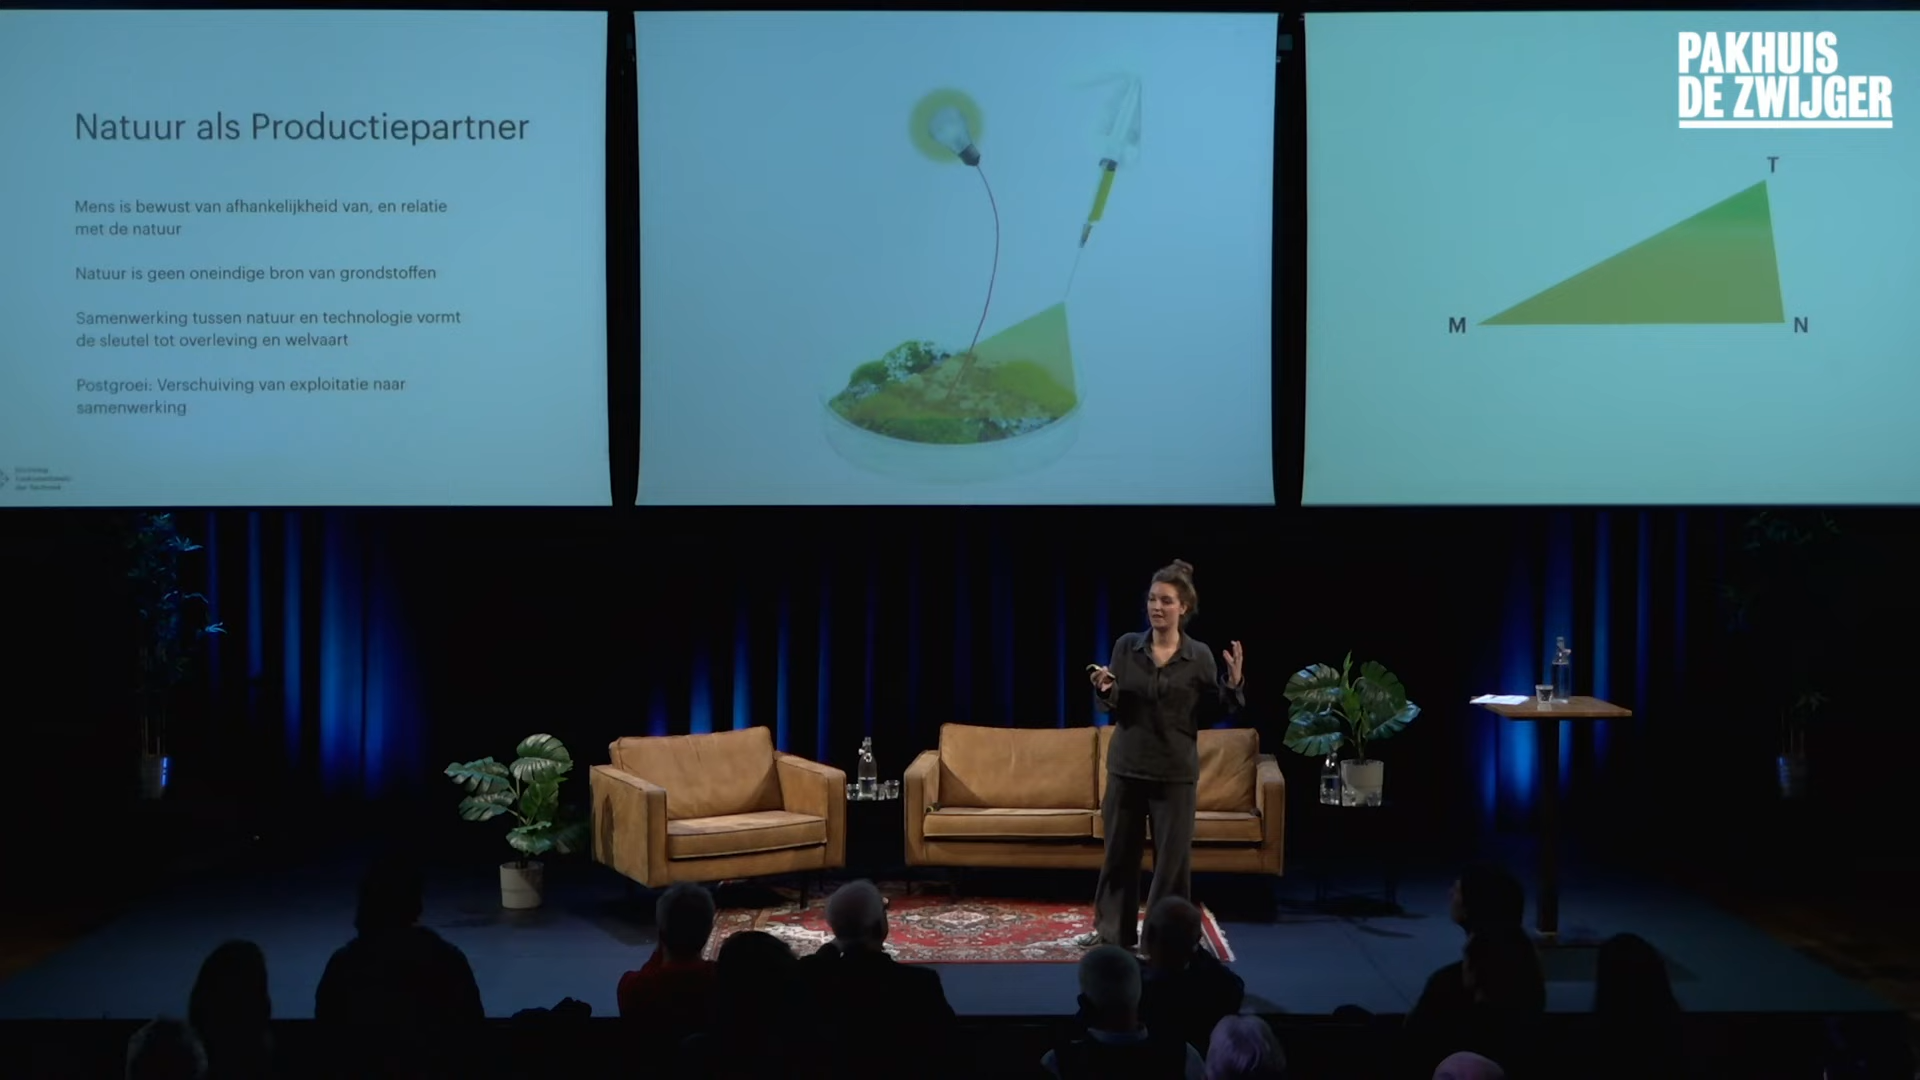 Natuur als Productiepartner
Mens is bewust van afhankelijkheid van, en relatie
met de natuur
Natuur is geen oneindige bron van grondstoffen
Samenwerking tussen natuur en technologie vormt
de sleutel tot overleving en welvaart
Postgroei: Verschuiving van exploitatie naar
samenwerking
T
M
N
PAKHUIS
DE ZWIJGER